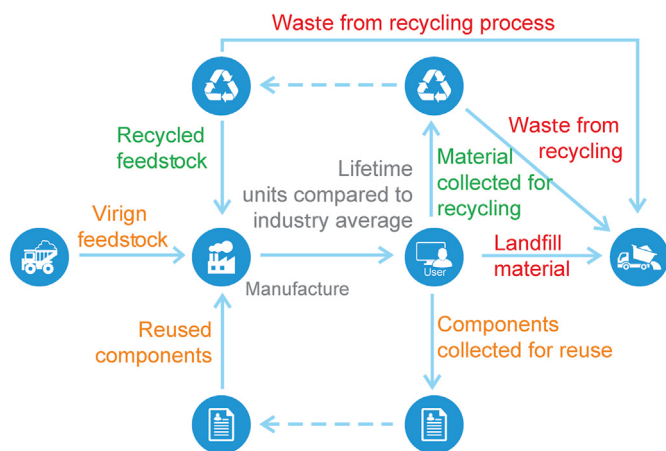 Waste from recycling process
Recycled
feedstock
Lifetime
units compared to
industry average
Material
collected for
recycling
Waste from
recycling
Virign
feedstock
Manufacture
User
Landfill
material
Reused
components
Components
collected for reuse